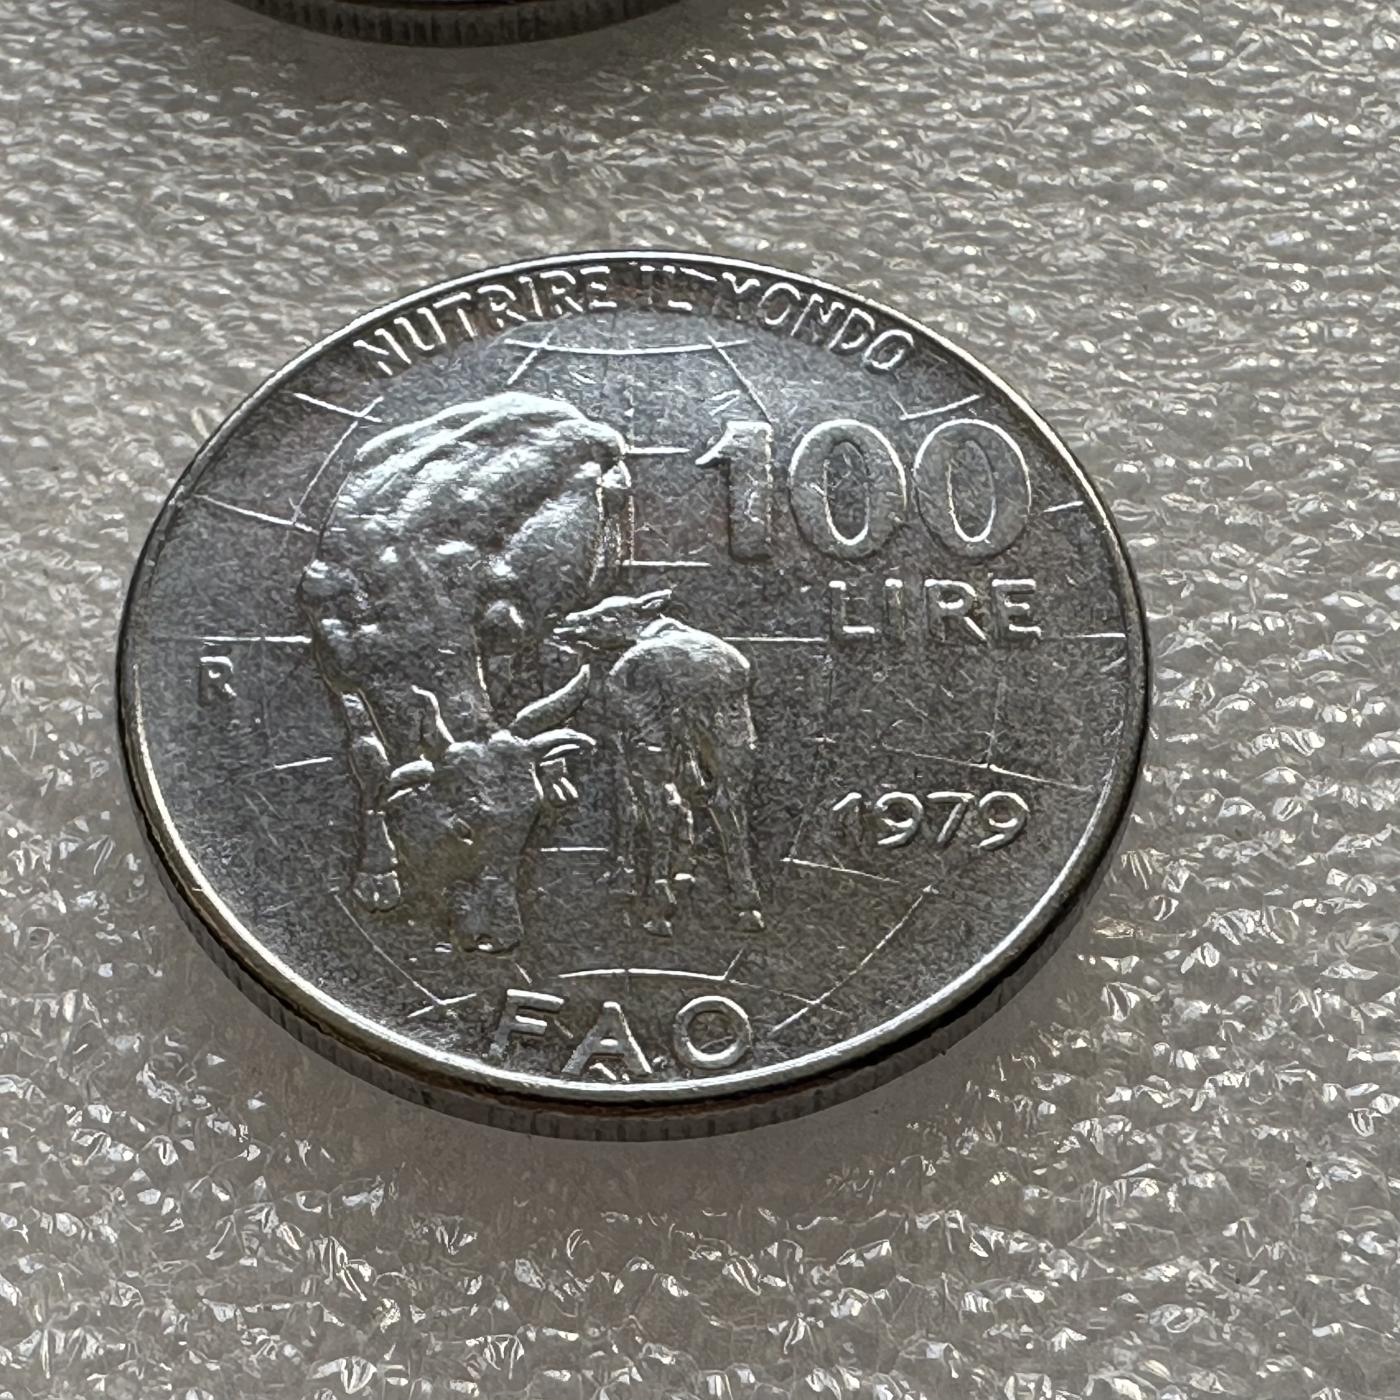 NUTRIRE IL MONDO
100
LIRE
R
1979
FAO